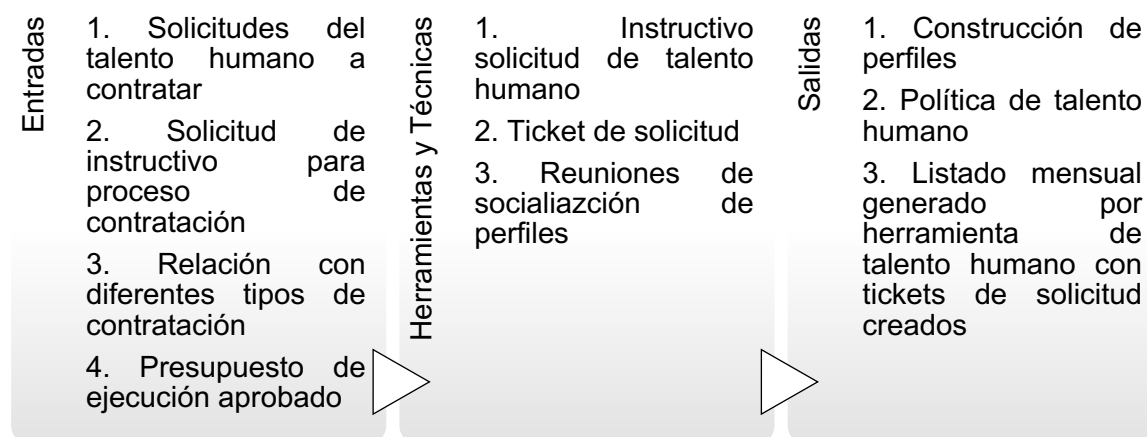 Entradas
1. Solicitudes del
talento humano a
contratar
2. Solicitud de
instructivo para
proceso de
contratación
3. Relación con
diferentes tipos de
contratación
4. Presupuesto de
ejecución aprobado
Herramientas y Técnicas
1. Instructivo
solicitud de talento
humano
2. Ticket de solicitud
3. Reuniones de
socialiazción de
perfiles
Salidas
1. Construcción de
perfiles
2. Política de talento
humano
3. Listado mensual
generado por
herramienta de
talento humano con
tickets de solicitud
creados